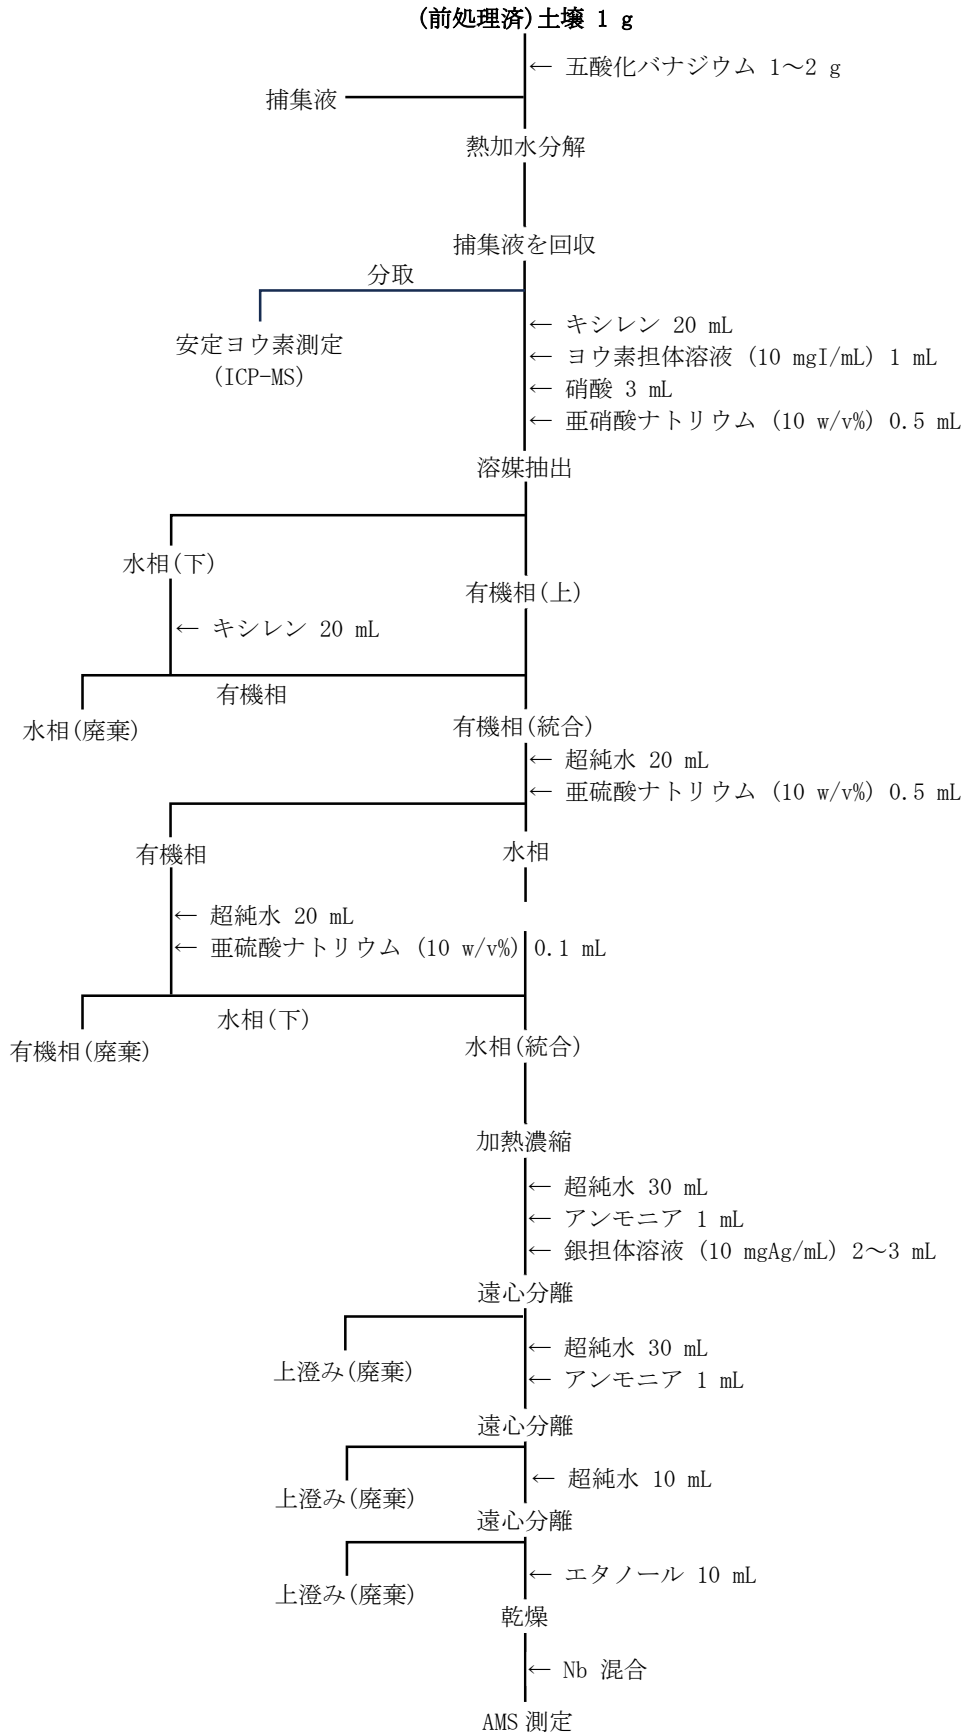 (前処理済)土壌 1 g
← 五酸化バナジウム 1～2 g
捕集液
熱加水分解
捕集液を回収
分取
安定ヨウ素測定
(ICP-MS)
← キシレン 20 mL
← ヨウ素担体溶液 (10 mgI/mL) 1 mL
← 硝酸 3 mL
← 亜硝酸ナトリウム (10 w/v%) 0.5 mL
溶媒抽出
水相(下)
有機相(上)
← キシレン 20 mL
有機相
水相(廃棄)
有機相(統合)
← 超純水 20 mL
← 亜硫酸ナトリウム (10 w/v%) 0.5 mL
有機相
水相
← 超純水 20 mL
← 亜硫酸ナトリウム (10 w/v%) 0.1 mL
水相(下)
有機相(廃棄)
水相(統合)
加熱濃縮
← 超純水 30 mL
← アンモニア 1 mL
← 銀担体溶液 (10 mgAg/mL) 2～3 mL
遠心分離
上澄み(廃棄)
← 超純水 30 mL
← アンモニア 1 mL
遠心分離
上澄み(廃棄)
← 超純水 10 mL
遠心分離
上澄み(廃棄)
← エタノール 10 mL
乾燥
← Nb 混合
AMS 測定